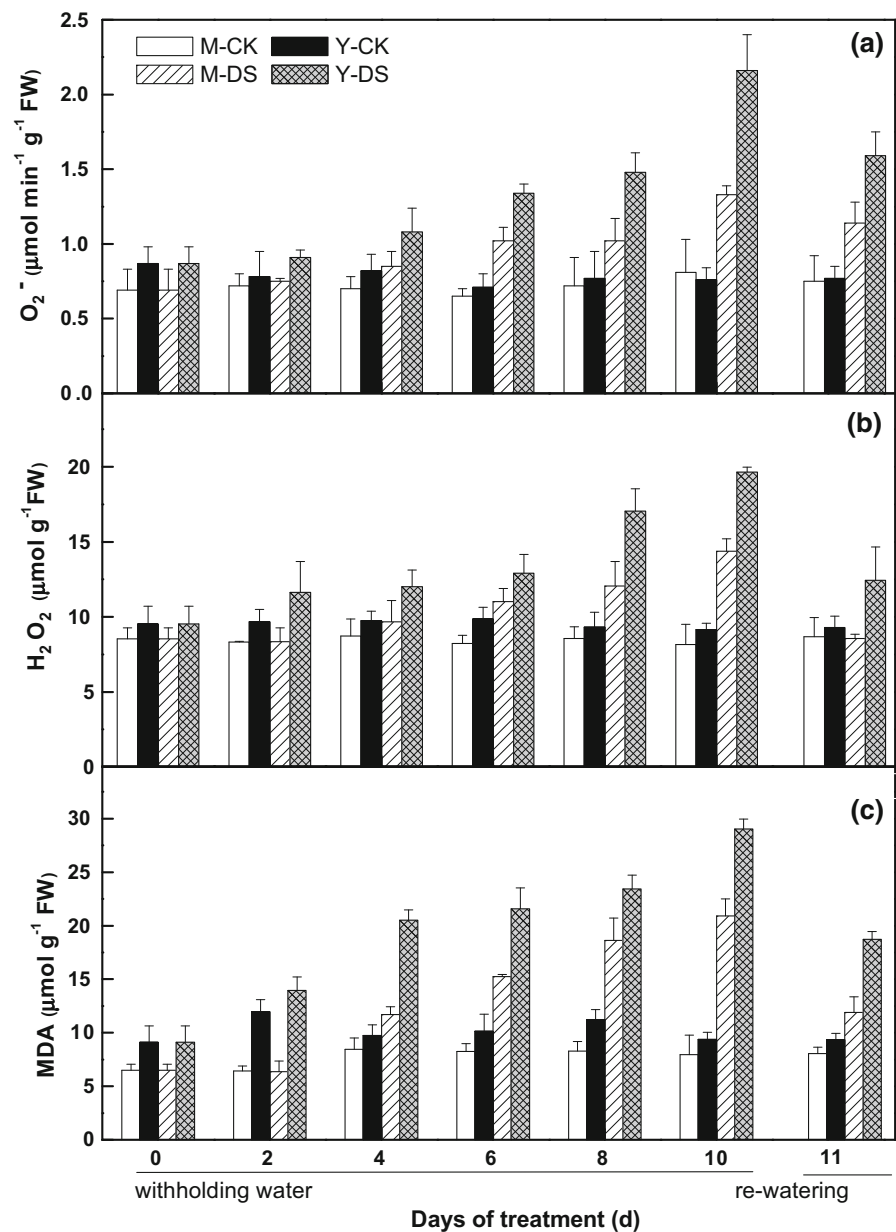 2.5
M-CK Y-CK (a)
M-DS Y-DS
2.0
1.5
1.0
0.5
0.0
O₂⁻ (μmol min⁻¹ g⁻¹ FW)
(b)
20
15
10
5
0
H₂O₂ (μmol g⁻¹FW)
(c)
30
25
20
15
10
5
0
MDA (μmol g⁻¹ FW)
0 2 4 6 8 10 11
withholding water re-watering
Days of treatment (d)